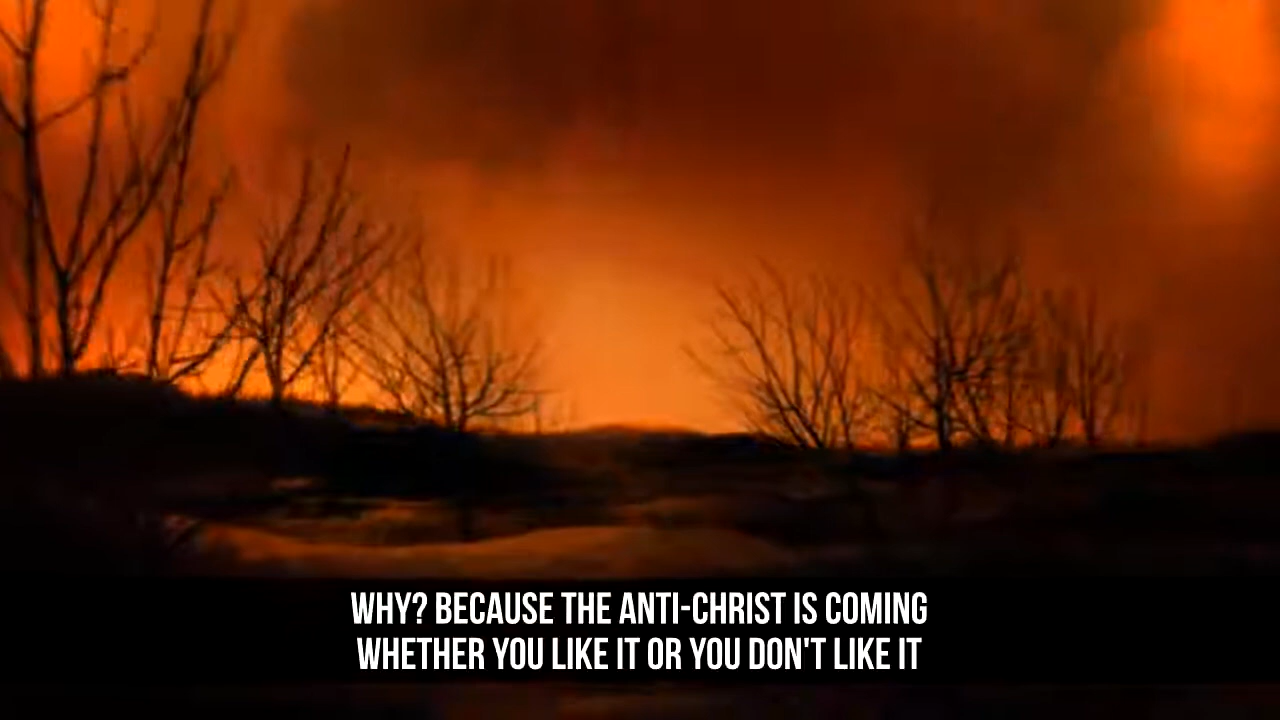 WHY? BECAUSE THE ANTI-CHRIST IS COMING
WHETHER YOU LIKE IT OR YOU DON'T LIKE IT